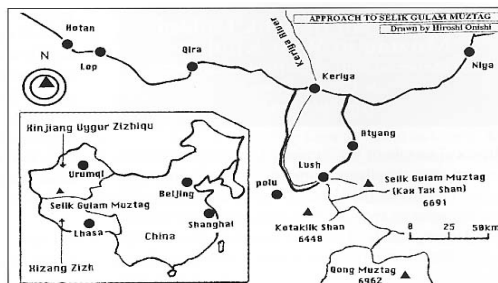 APPROACH TO SELIK GULAM MUZTAG
Drawn by Hiroshi Onishi
Hotan
Lop
Qira
Keriya River
Keriya
Niya
N
Atyang
Lush
Polu
Selik Gulam Muztag
(Kax Tax Shan)
6691
Kotaklik Shan
6448
0 25 50km
Qong Muztag
6962
Xinjiang Uygur Zizhiqu
Urumqi
Beijing
Selik Gulam Muztag
Shanghai
Lhasa
China
Xizang Zizh